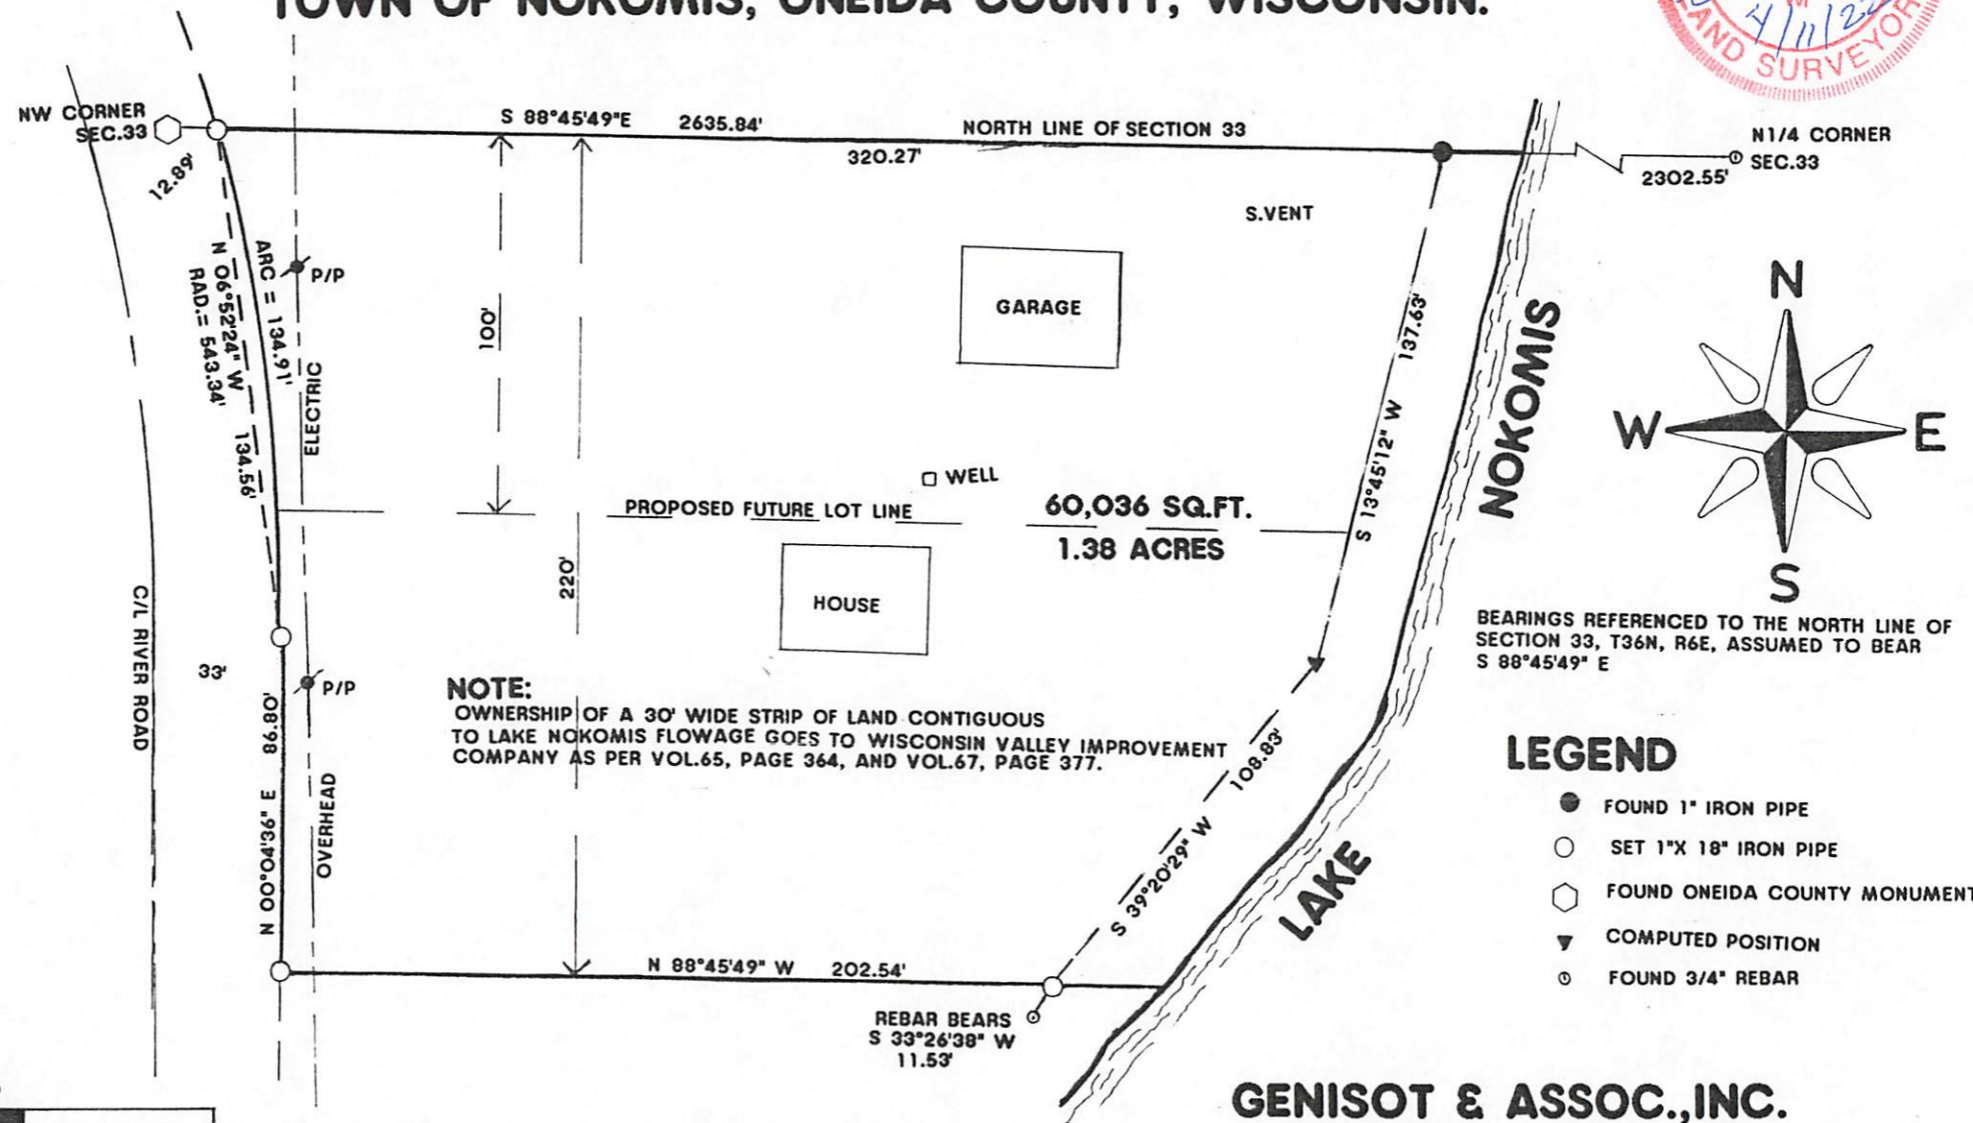 TOWN OF NOKOMIS, ONEIDA COUNTY, WISCONSIN.
M
4/11/22
LAND SURVEYOR
NW CORNER
SEC.33
12.89'
S 88°45'49"E 2635.84'
NORTH LINE OF SECTION 33
320.27'
N1/4 CORNER
SEC.33
2302.55'
S.VENT
GARAGE
ARC = 134.91'
N 06°52'24" W 134.56'
RAD.= 543.34'
P/P
ELECTRIC
100'
220'
S 13°45'12" W 137.63'
NOKOMIS
N
W
E
S
WELL
PROPOSED FUTURE LOT LINE
60,036 SQ.FT.
1.38 ACRES
HOUSE
C/L RIVER ROAD
33'
P/P
N 00°04'36" E 86.80'
OVERHEAD
NOTE:
OWNERSHIP OF A 30' WIDE STRIP OF LAND CONTIGUOUS
TO LAKE NOKOMIS FLOWAGE GOES TO WISCONSIN VALLEY IMPROVEMENT
COMPANY AS PER VOL.65, PAGE 364, AND VOL.67, PAGE 377.
BEARINGS REFERENCED TO THE NORTH LINE OF
SECTION 33, T36N, R6E, ASSUMED TO BEAR
S 88°45'49" E
S 39°20'29" W 108.83'
LAKE
LEGEND
FOUND 1" IRON PIPE
SET 1"X 18" IRON PIPE
FOUND ONEIDA COUNTY MONUMENT
COMPUTED POSITION
FOUND 3/4" REBAR
N 88°45'49" W 202.54'
REBAR BEARS
S 33°26'38" W
11.53'
GENISOT & ASSOC.,INC.